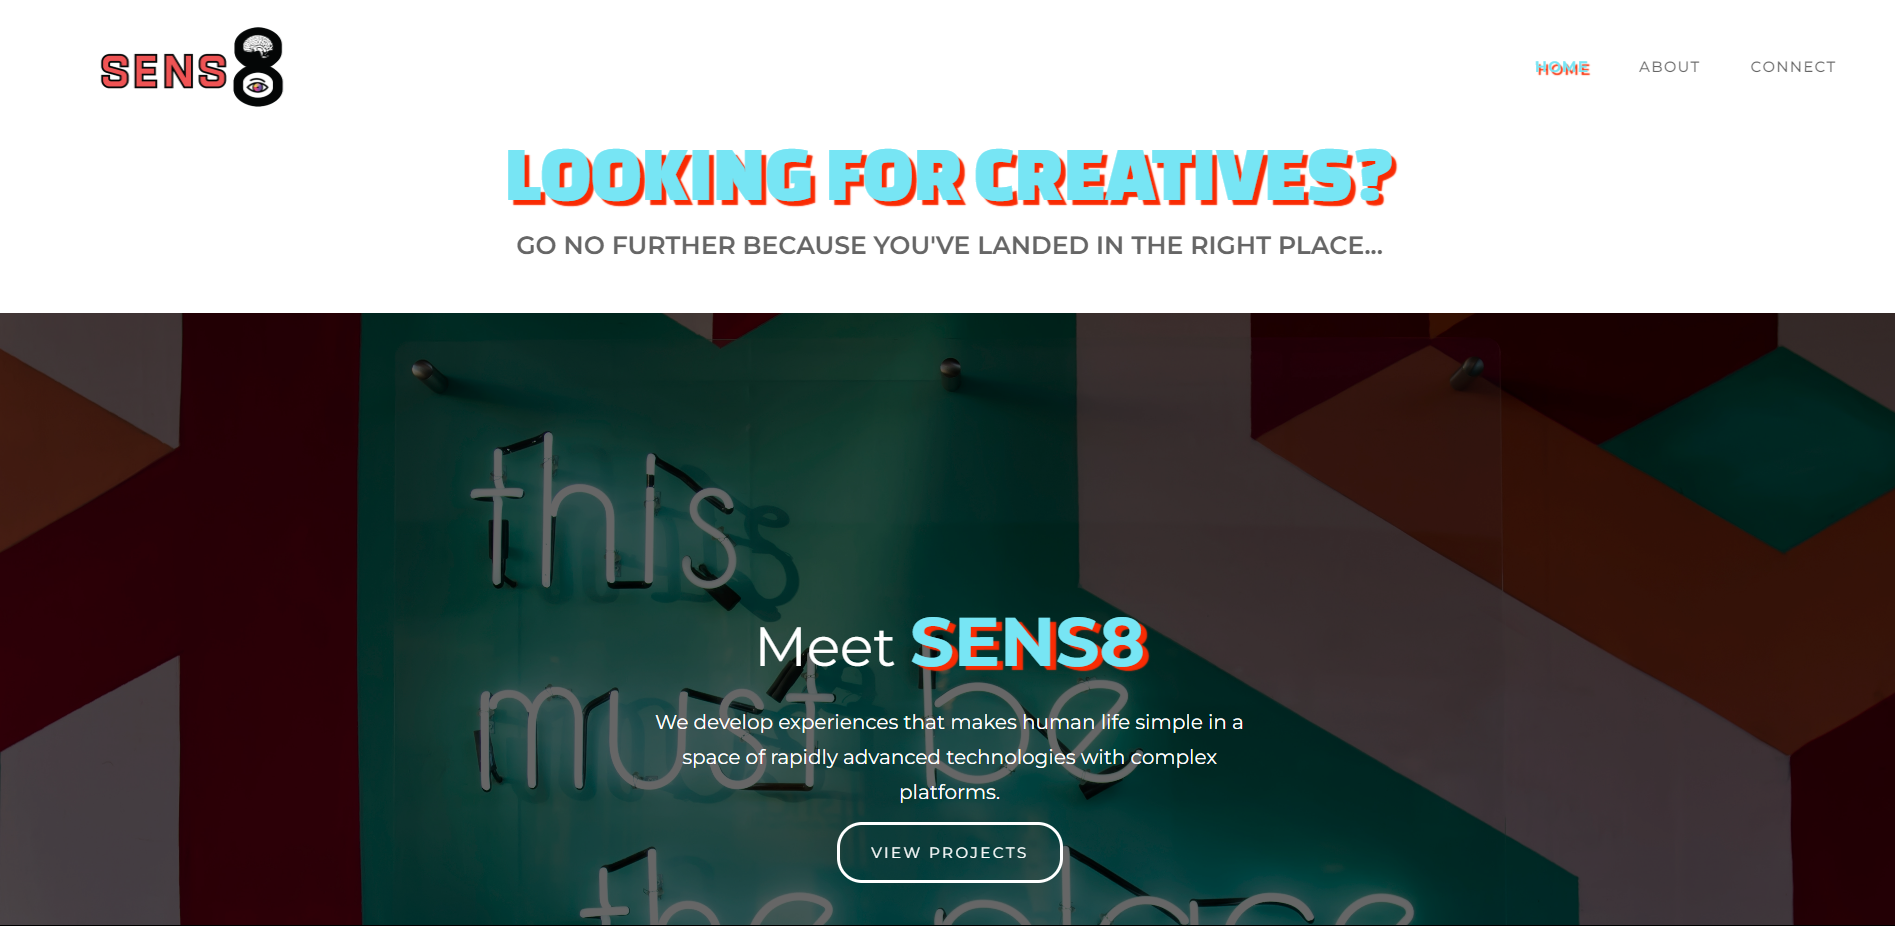 SENS8
HOME ABOUT CONNECT
LOOKING FOR CREATIVES?
GO NO FURTHER BECAUSE YOU'VE LANDED IN THE RIGHT PLACE...
this
Meet SENS8
must be
We develop experiences that makes human life simple in a
space of rapidly advanced technologies with complex
platforms.
VIEW PROJECTS
the place